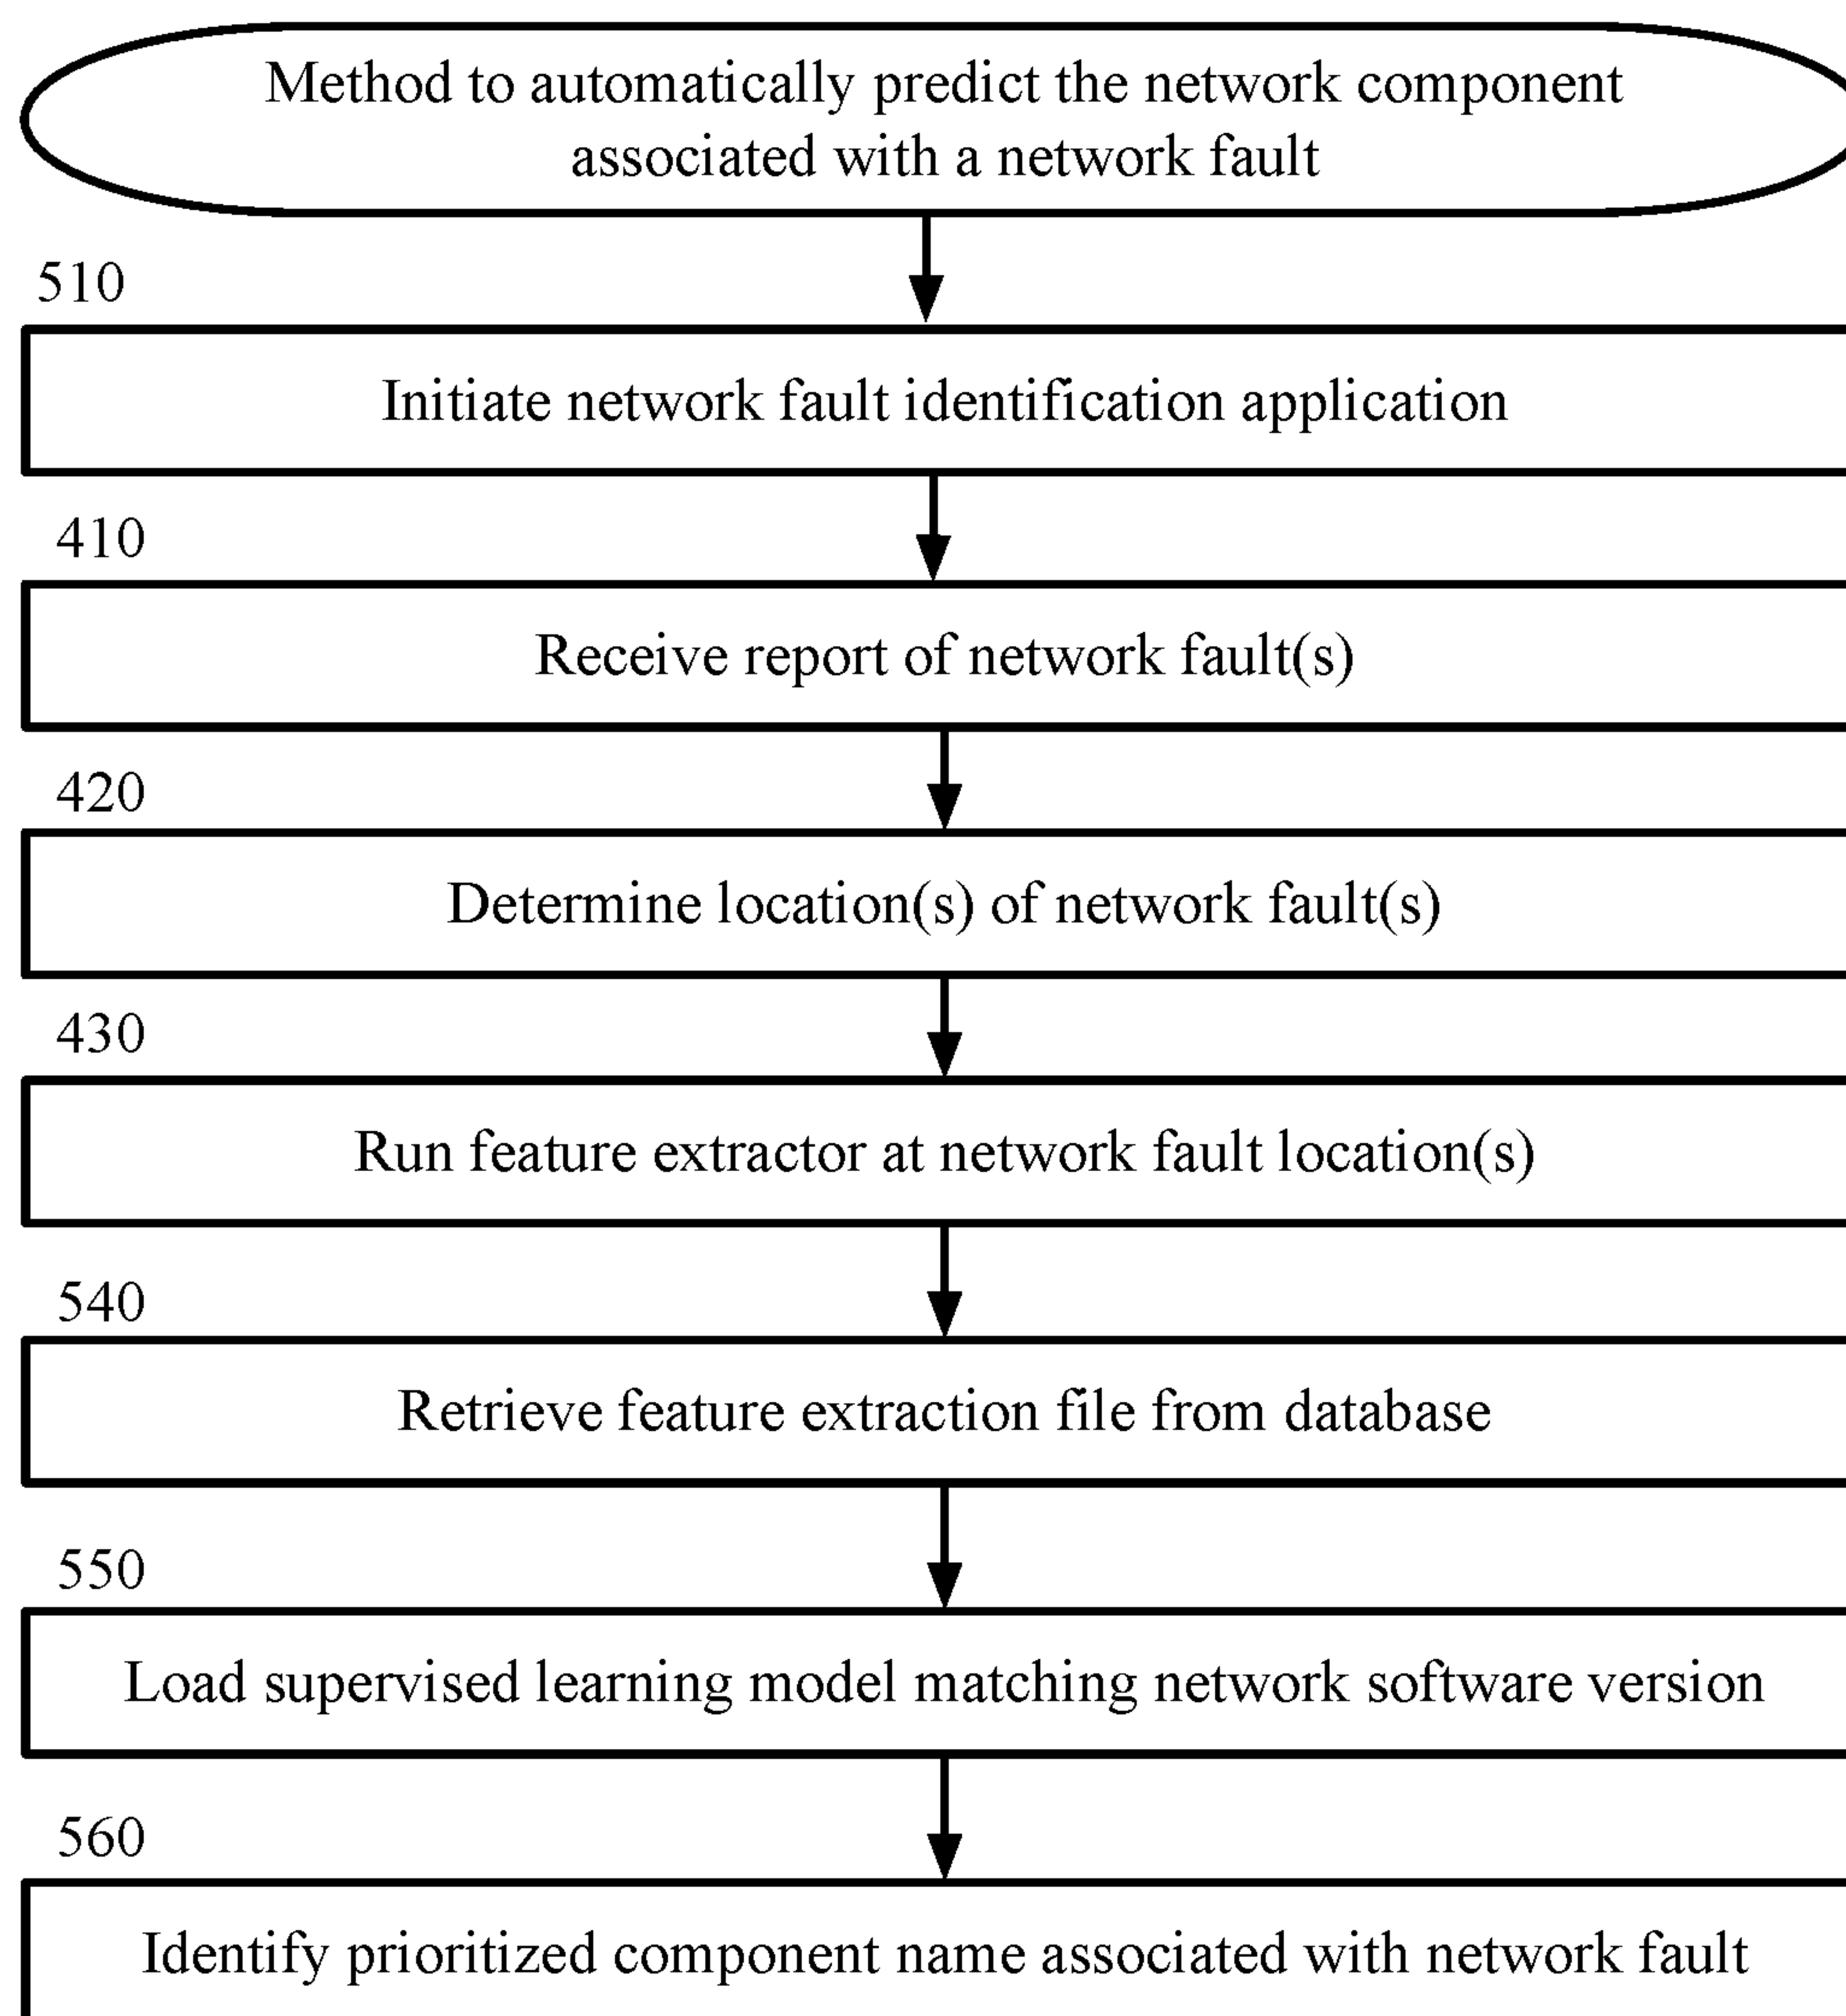 Method to automatically predict the network component
associated with a network fault
510
Initiate network fault identification application
410
Receive report of network fault(s)
420
Determine location(s) of network fault(s)
430
Run feature extractor at network fault location(s)
540
Retrieve feature extraction file from database
550
Load supervised learning model matching network software version
560
Identify prioritized component name associated with network fault